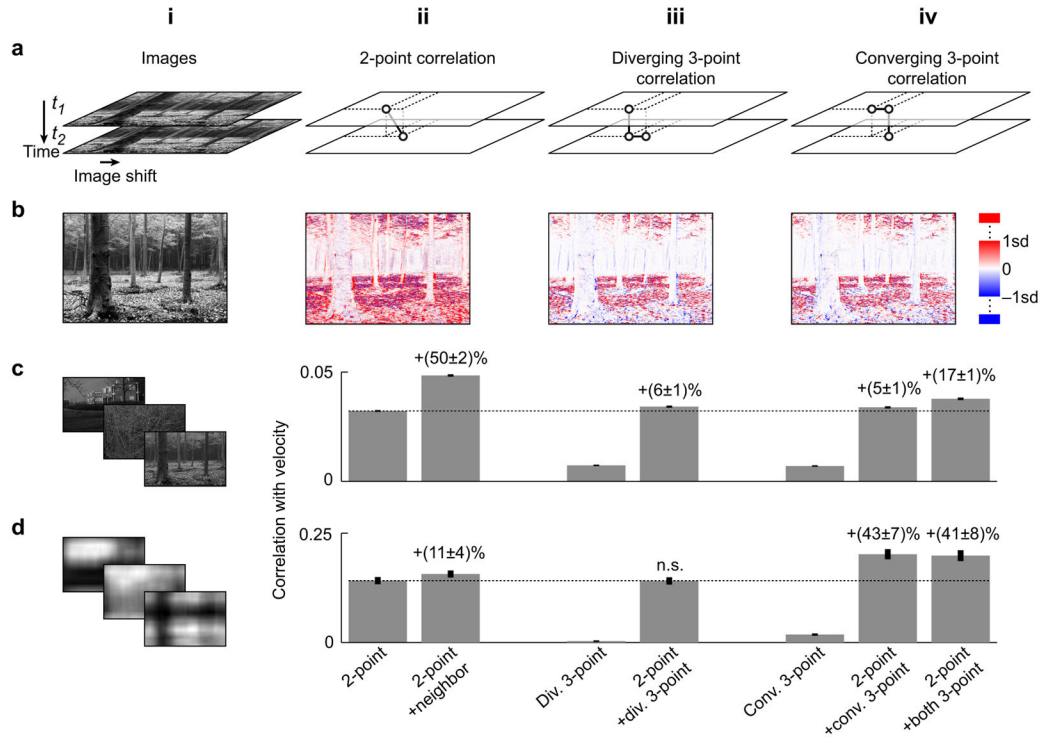 i ii iii iv
a
Images
2-point correlation
Diverging 3-point
correlation
Converging 3-point
correlation
t1
t2
Time
Image shift
b
1sd
0
–1sd
c
Correlation with velocity
0.05
0
+(50±2)%
+(6±1)%
+(5±1)%
+(17±1)%
d
0.25
0
+(11±4)%
n.s.
+(43±7)%
+(41±8)%
2-point
2-point
+neighbor
Div. 3-point
2-point
+div. 3-point
Conv. 3-point
2-point
+conv. 3-point
2-point
+both 3-point